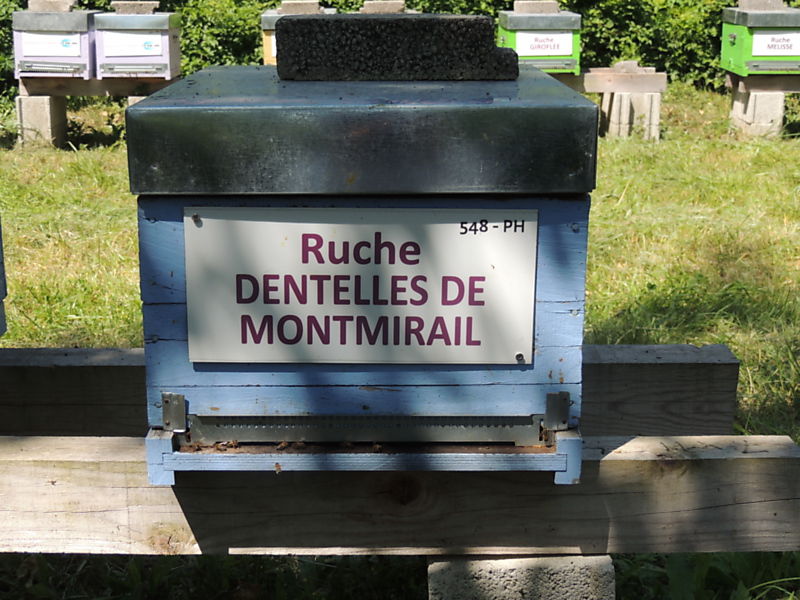 Ruche
GIROFLEE
Ruche
MELISSE
548 - PH
Ruche
DENTELLES DE
MONTMIRAIL